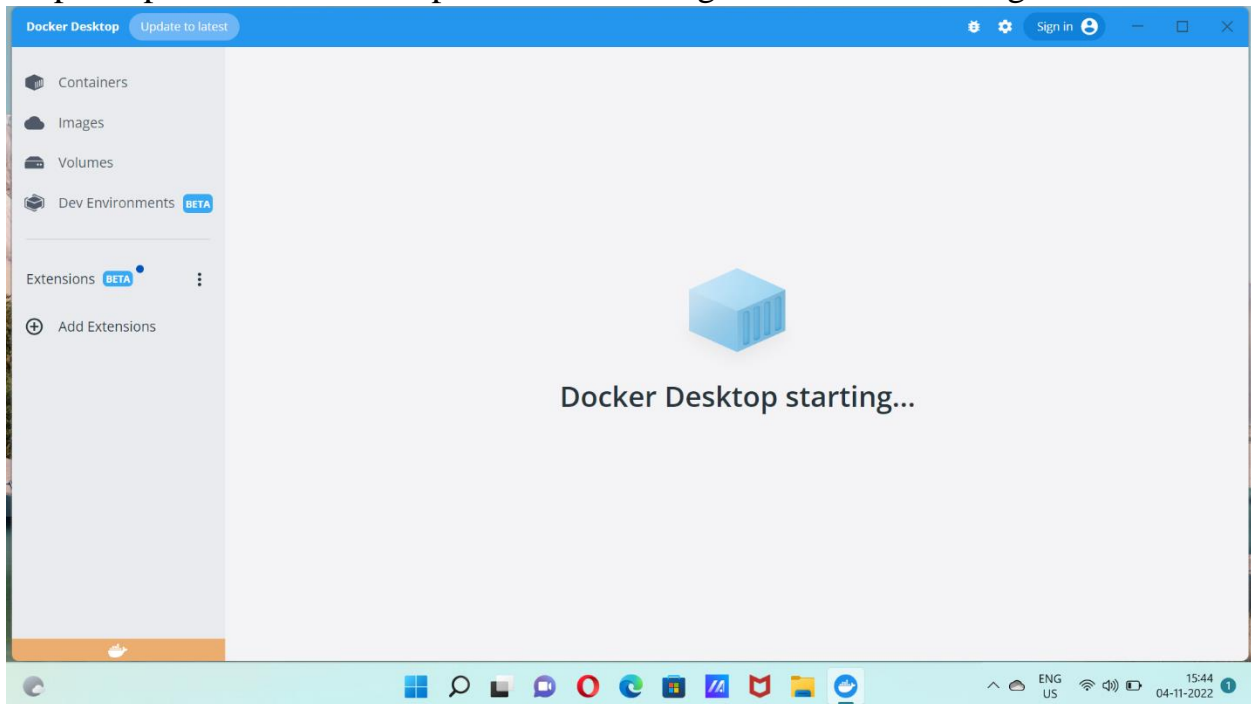 Docker Desktop Update to latest Sign in
Containers
Images
Volumes
Dev Environments BETA
Extensions BETA
Add Extensions
Docker Desktop starting...
ENG
US
15:44
04-11-2022
1